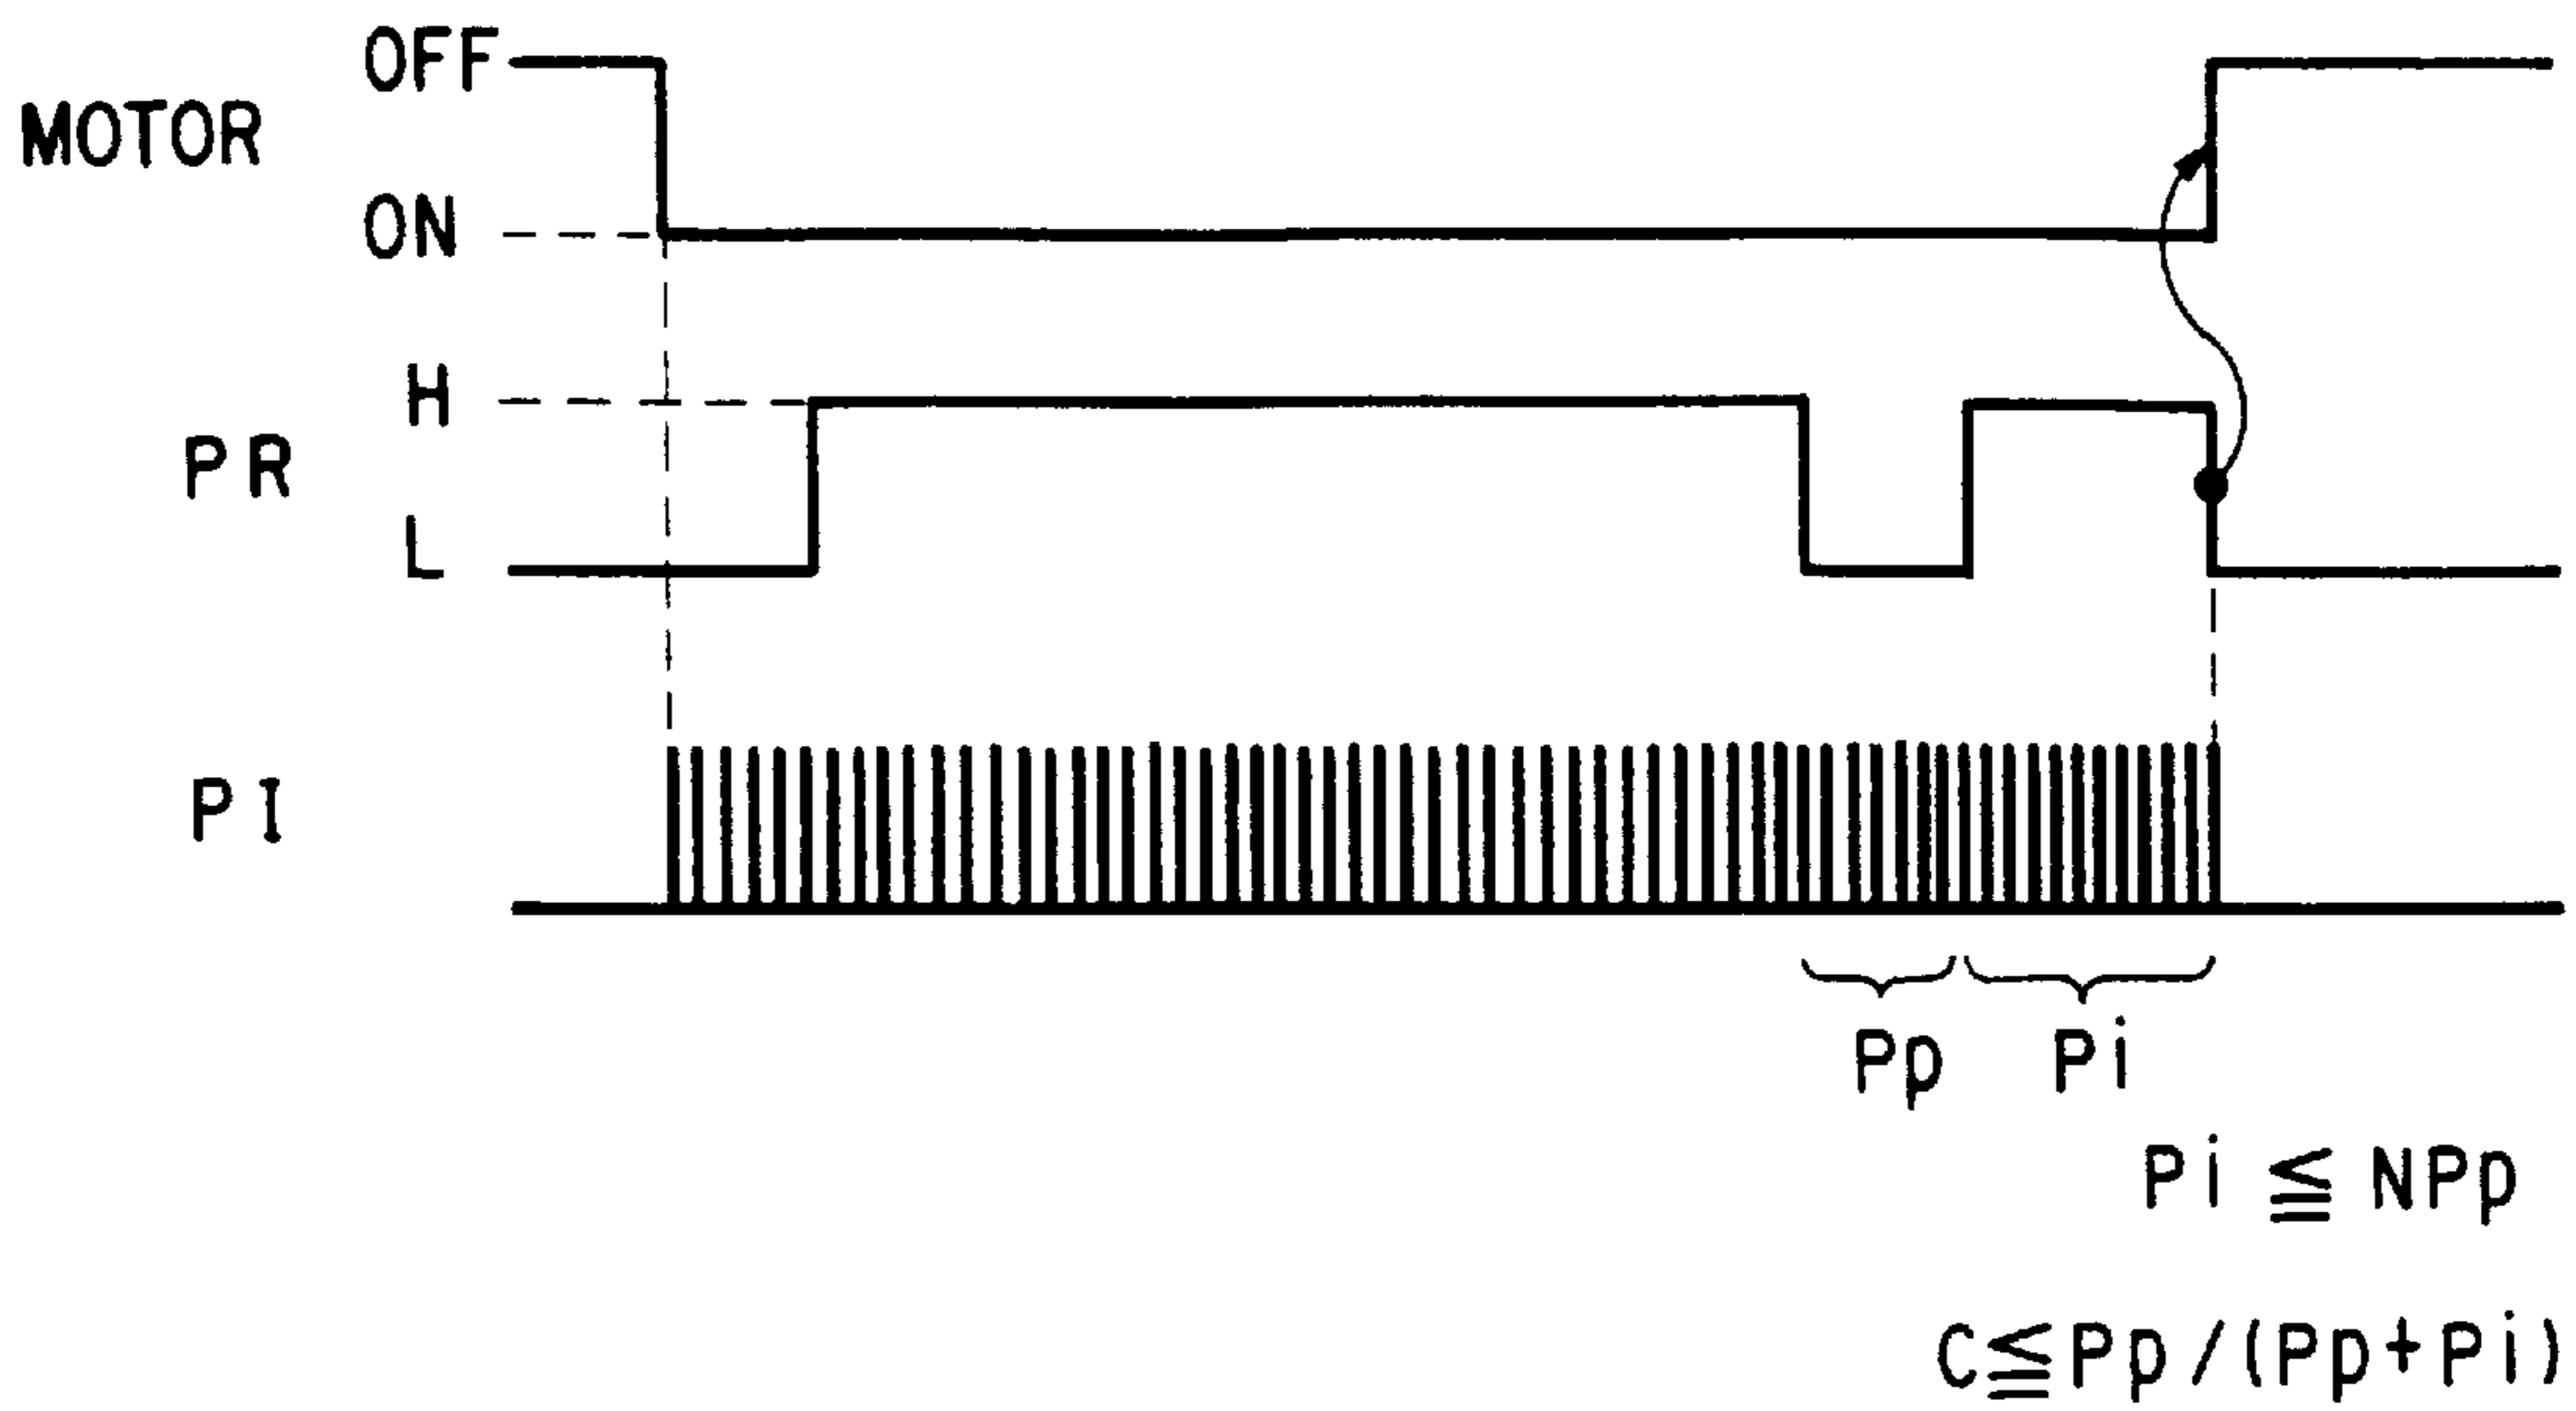 OFF
MOTOR
ON
H
PR
L
PI
Pp Pi
Pi ≦ NPp
C≦Pp/(Pp+Pi)